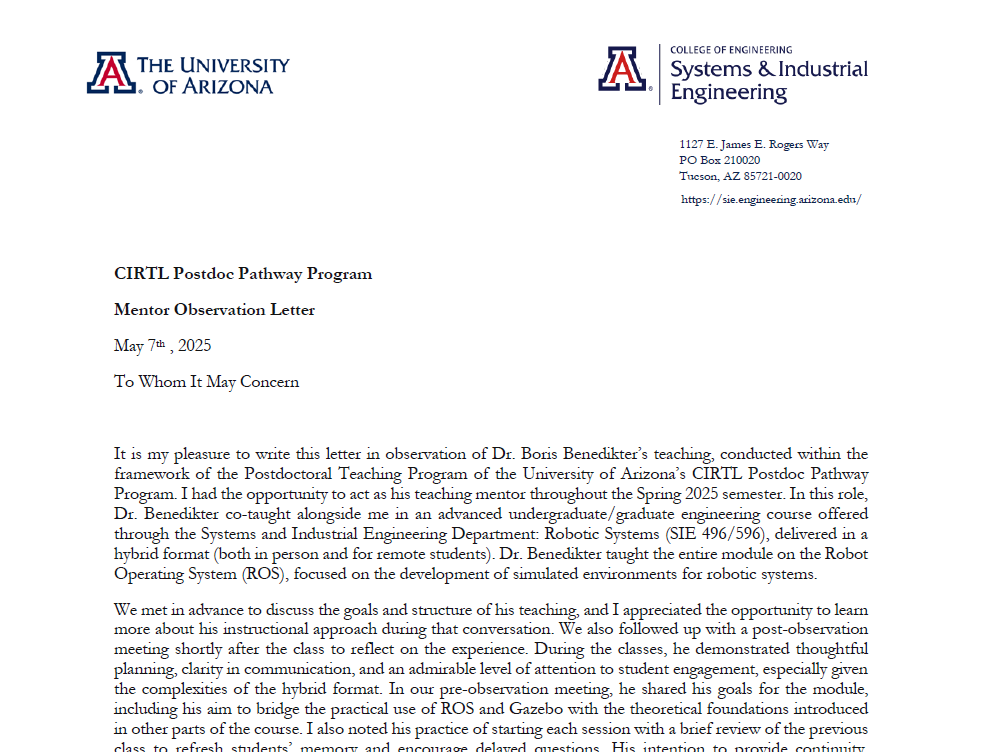 THE UNIVERSITY
OF ARIZONA
COLLEGE OF ENGINEERING
Systems & Industrial
Engineering
1127 E. James E. Rogers Way
PO Box 210020
Tucson, AZ 85721-0020
https://sie.engineering.arizona.edu/
CIRTL Postdoc Pathway Program
Mentor Observation Letter
May 7th , 2025
To Whom It May Concern
It is my pleasure to write this letter in observation of Dr. Boris Benedikter's teaching, conducted within the
framework of the Postdoctoral Teaching Program of the University of Arizona's CIRTL Postdoc Pathway
Program. I had the opportunity to act as his teaching mentor throughout the Spring 2025 semester. In this role,
Dr. Benedikter co-taught alongside me in an advanced undergraduate/graduate engineering course offered
through the Systems and Industrial Engineering Department: Robotic Systems (SIE 496/596), delivered in a
hybrid format (both in person and for remote students). Dr. Benedikter taught the entire module on the Robot
Operating System (ROS), focused on the development of simulated environments for robotic systems.
We met in advance to discuss the goals and structure of his teaching, and I appreciated the opportunity to learn
more about his instructional approach during that conversation. We also followed up with a post-observation
meeting shortly after the class to reflect on the experience. During the classes, he demonstrated thoughtful
planning, clarity in communication, and an admirable level of attention to student engagement, especially given
the complexities of the hybrid format. In our pre-observation meeting, he shared his goals for the module,
including his aim to bridge the practical use of ROS and Gazebo with the theoretical foundations introduced
in other parts of the course. I also noted his practice of starting each session with a brief review of the previous
class to refresh students' memory and encourage delayed questions. His intention to provide continuity,